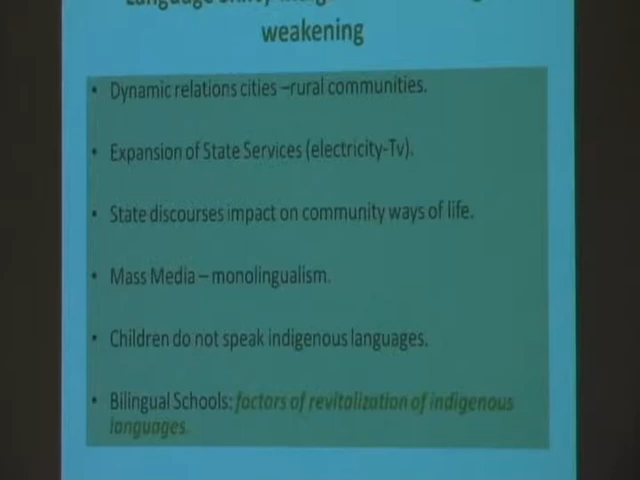 Language
weakening
• Dynamic relations cities –rural communities.
• Expansion of State Services (electricity-Tv).
• State discourses impact on community ways of life.
• Mass Media – monolingualism.
• Children do not speak indigenous languages.
• Bilingual Schools: factors of revitalization of indigenous
languages.